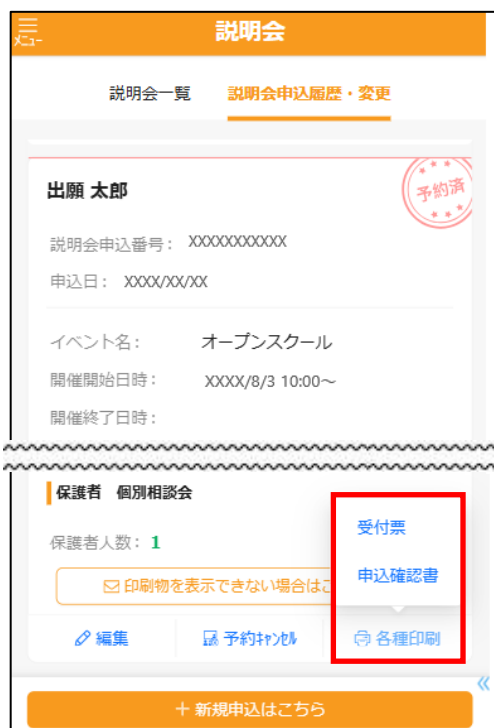 メニュー
説明会
説明会一覧
説明会申込履歴・変更
出願 太郎
予約済
説明会申込番号： XXXXXXXXXXX
申込日： XXXX/XX/XX
イベント名： オープンスクール
開催開始日時： XXXX/8/3 10:00～
開催終了日時：
保護者 個別相談会
保護者人数：1
印刷物を表示できない場合はこ
受付票
申込確認書
編集
予約ｷｬﾝｾﾙ
各種印刷
«
＋新規申込はこちら